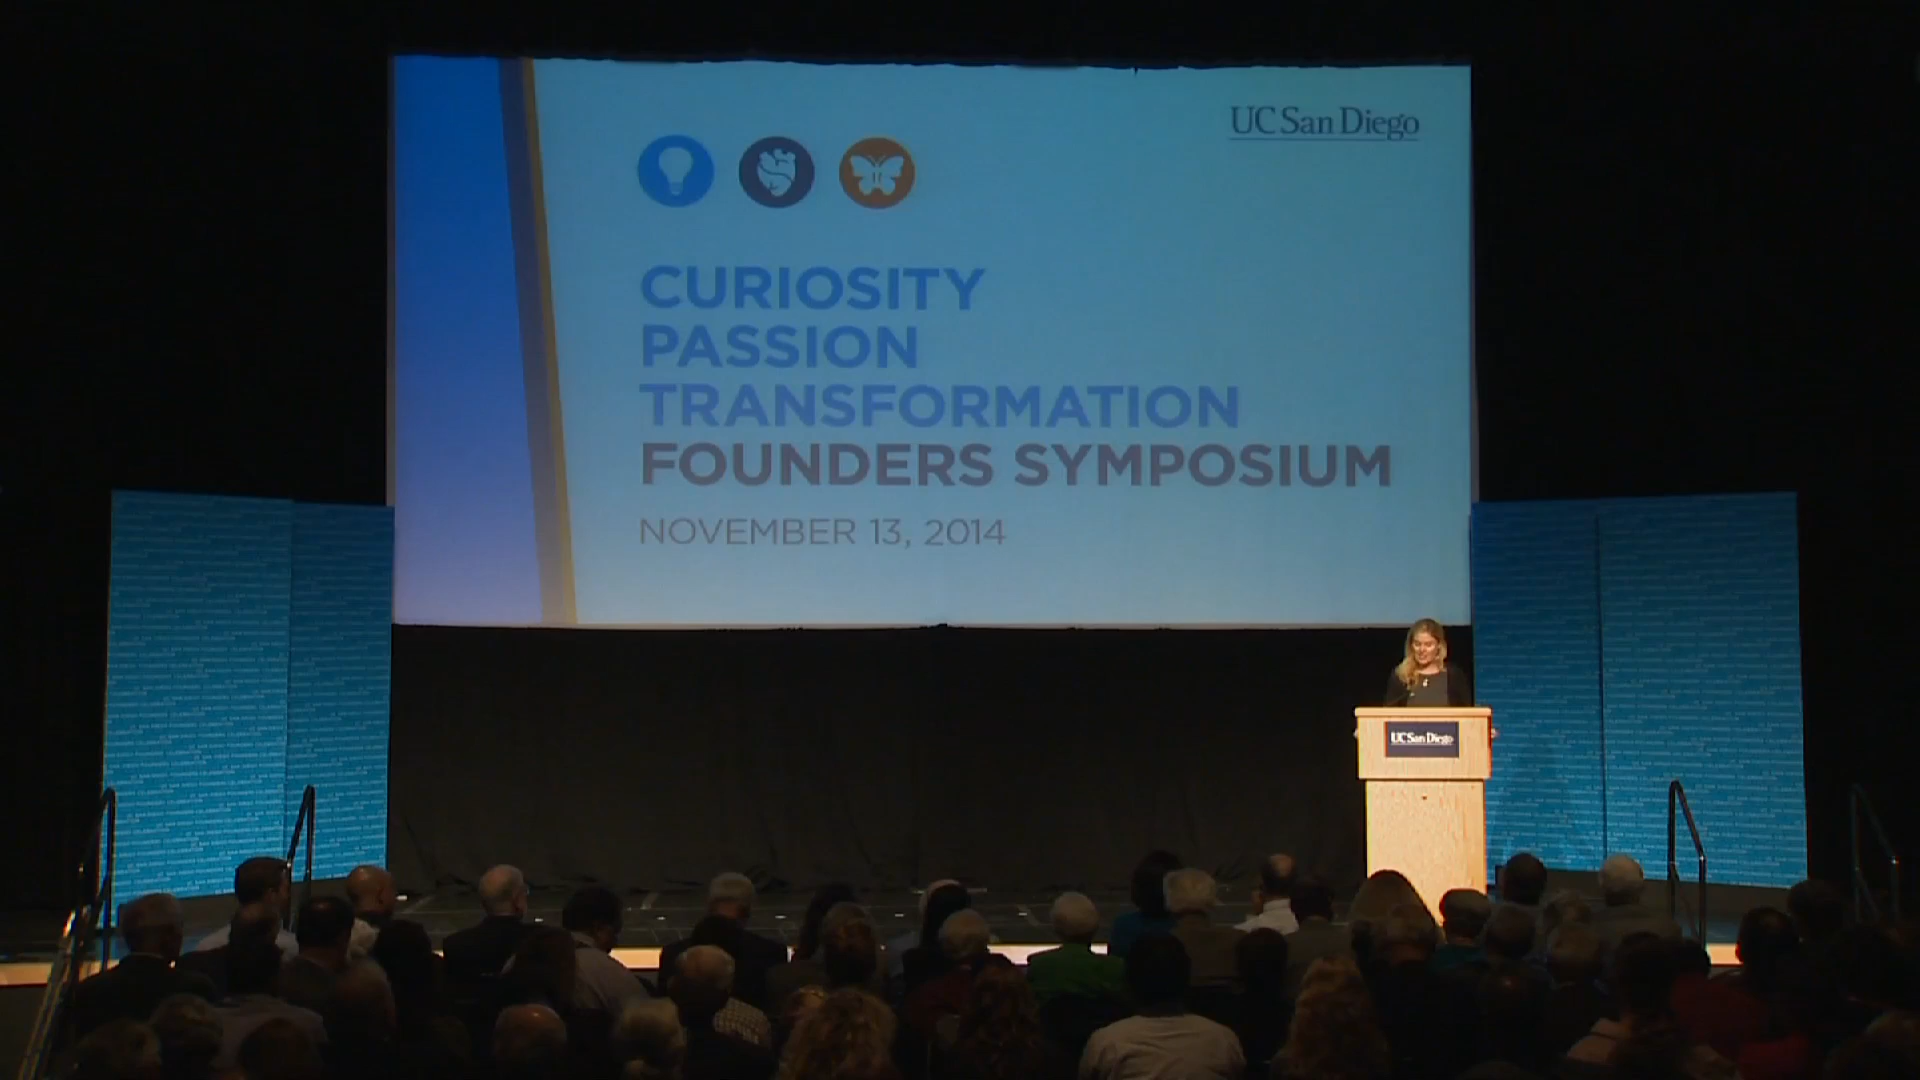 UC San Diego
CURIOSITY
PASSION
TRANSFORMATION
FOUNDERS SYMPOSIUM
NOVEMBER 13, 2014
UC San Diego